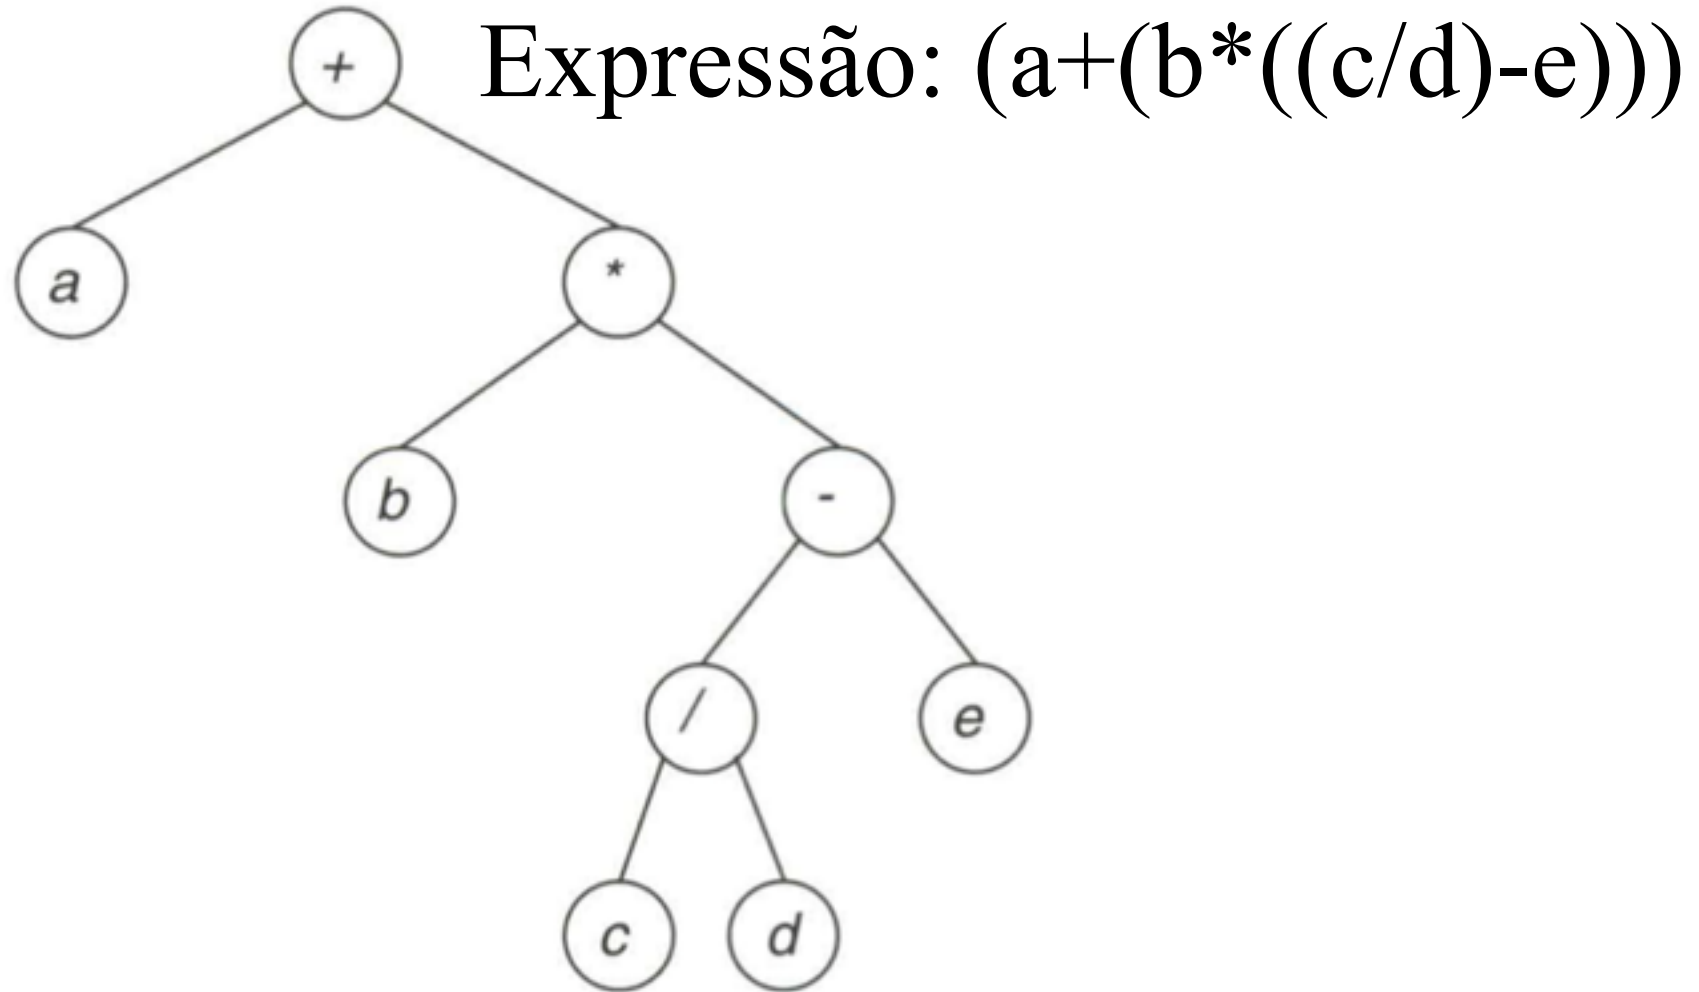 + Expressão: (a+(b*((c/d)-e)))
a *
b -
/ e
c d